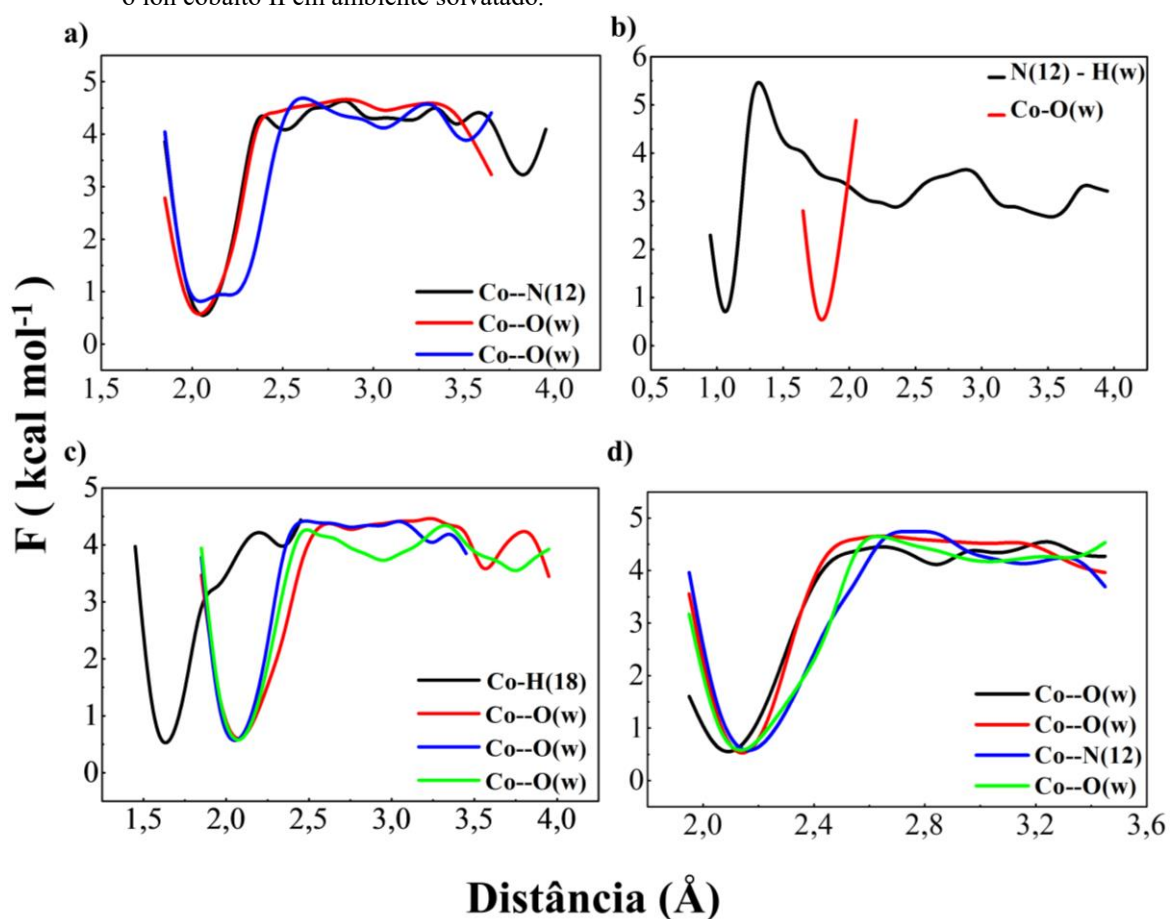 o íon cobalto II em ambiente solvatado.
a)
5
4
3
2
1
0
1,5 2,0 2,5 3,0 3,5 4,0
Co--N(12)
Co--O(w)
Co--O(w)
b)
6
5
4
3
2
1
0
0,5 1,0 1,5 2,0 2,5 3,0 3,5 4,0
N(12) - H(w)
Co-O(w)
F ( kcal mol-1 )
c)
5
4
3
2
1
0
1,5 2,0 2,5 3,0 3,5 4,0
Co-H(18)
Co--O(w)
Co--O(w)
Co--O(w)
d)
5
4
3
2
1
0
2,0 2,4 2,8 3,2 3,6
Co--O(w)
Co--O(w)
Co--N(12)
Co--O(w)
Distância (Å)